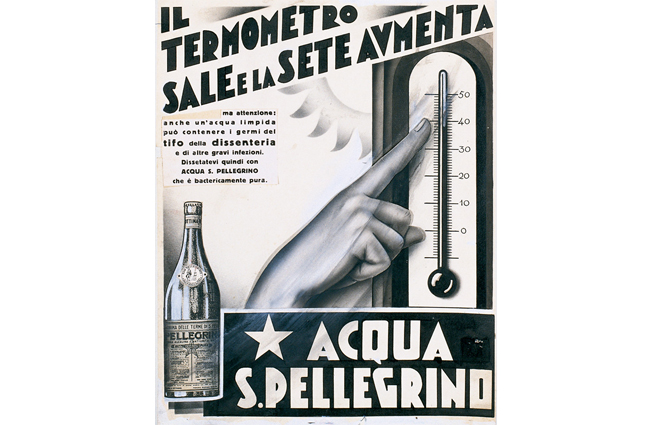 IL
TERMOMETRO
SALE E LA SETE AVMENTA
ma attenzione:
anche un'acqua limpida
può contenere i germi del
tifo della dissenteria
e di altre gravi infezioni.
Dissetatevi quindi con
ACQUA S. PELLEGRINO
che è bactericamente pura.
50
40
30
20
10
0
PELLEGRINO
ACQUA
S.PELLEGRINO